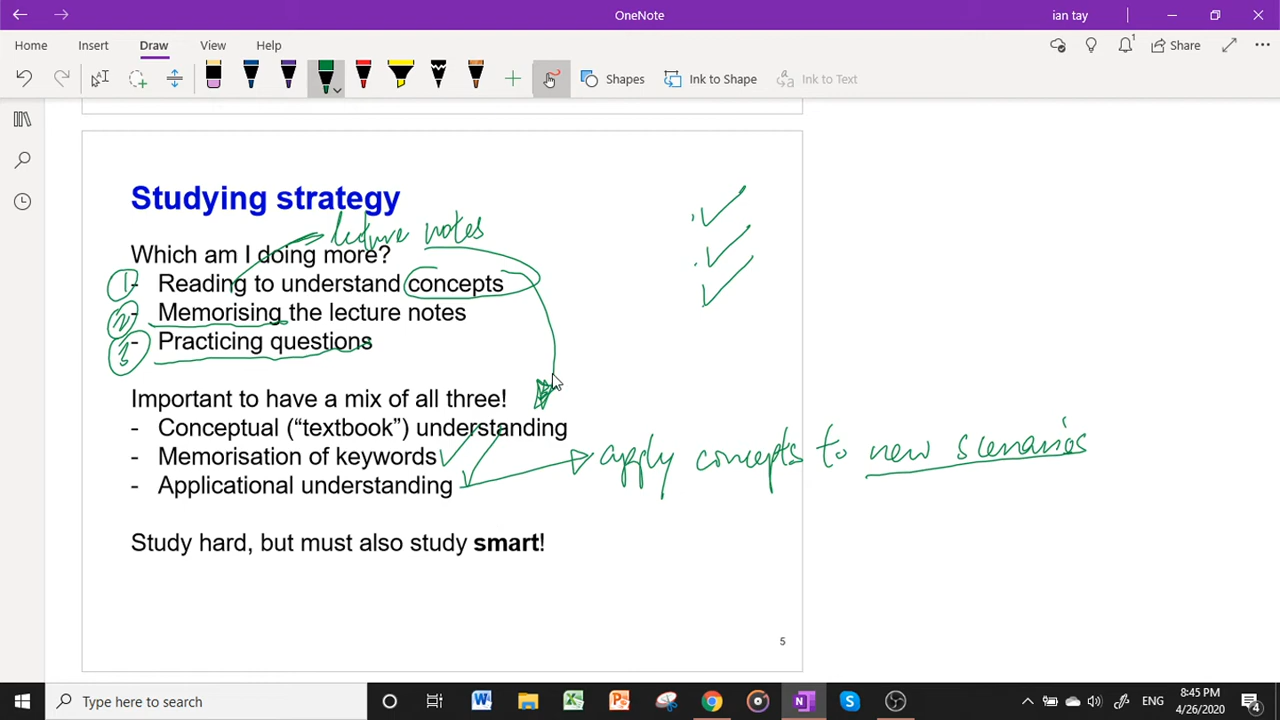 OneNote
ian tay
Home Insert Draw View Help
Share
Shapes
Ink to Shape
Ink to Text
Studying strategy
lecture notes
Which am I doing more?
1 - Reading to understand concepts
2 - Memorising the lecture notes
3 - Practicing questions
Important to have a mix of all three!
- Conceptual (“textbook”) understanding
- Memorisation of keywords
- Applicational understanding
apply concepts to new scenarios
Study hard, but must also study smart!
5
Type here to search
ENG
8:45 PM
4/26/2020
4